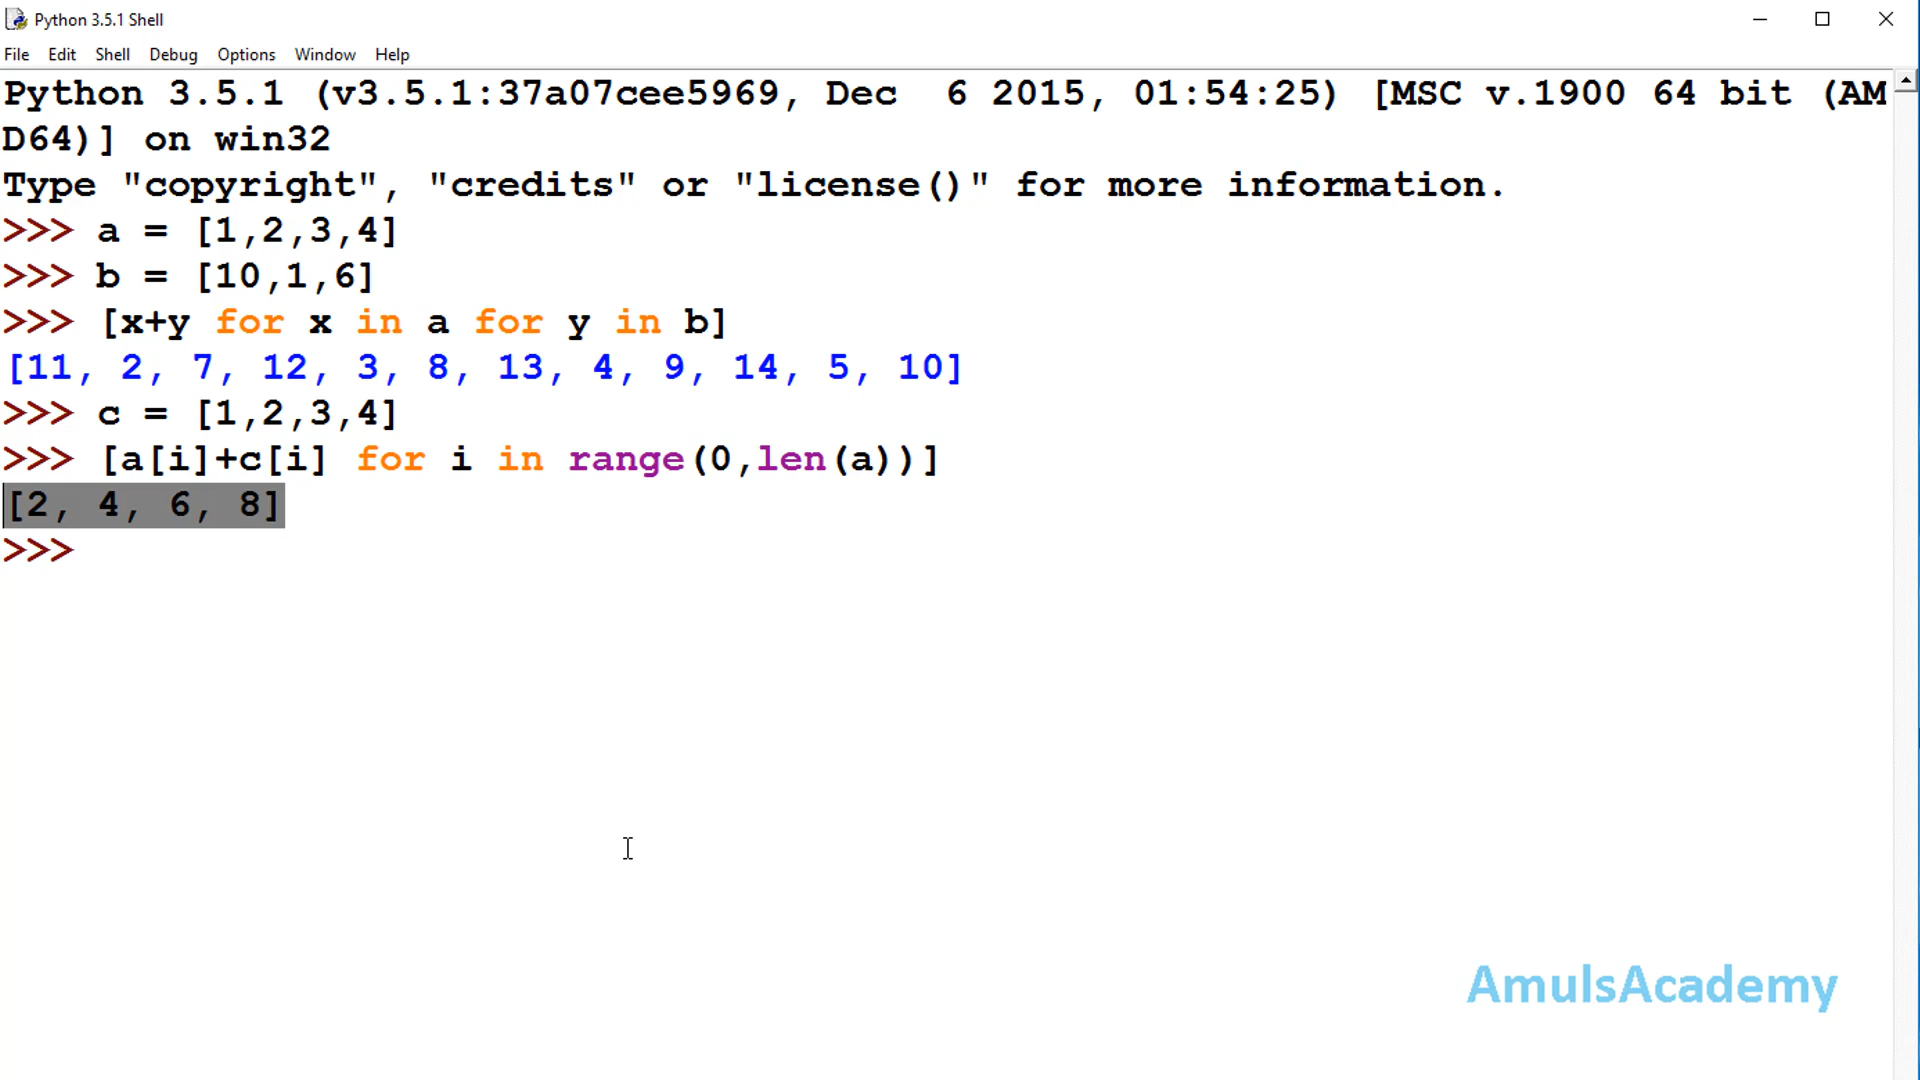 Python 3.5.1 Shell
File Edit Shell Debug Options Window Help
Python 3.5.1 (v3.5.1:37a07cee5969, Dec  6 2015, 01:54:25) [MSC v.1900 64 bit (AM
D64)] on win32
Type "copyright", "credits" or "license()" for more information.
>>> a = [1,2,3,4]
>>> b = [10,1,6]
>>> [x+y for x in a for y in b]
[11, 2, 7, 12, 3, 8, 13, 4, 9, 14, 5, 10]
>>> c = [1,2,3,4]
>>> [a[i]+c[i] for i in range(0,len(a))]
[2, 4, 6, 8]
>>>
AmulsAcademy